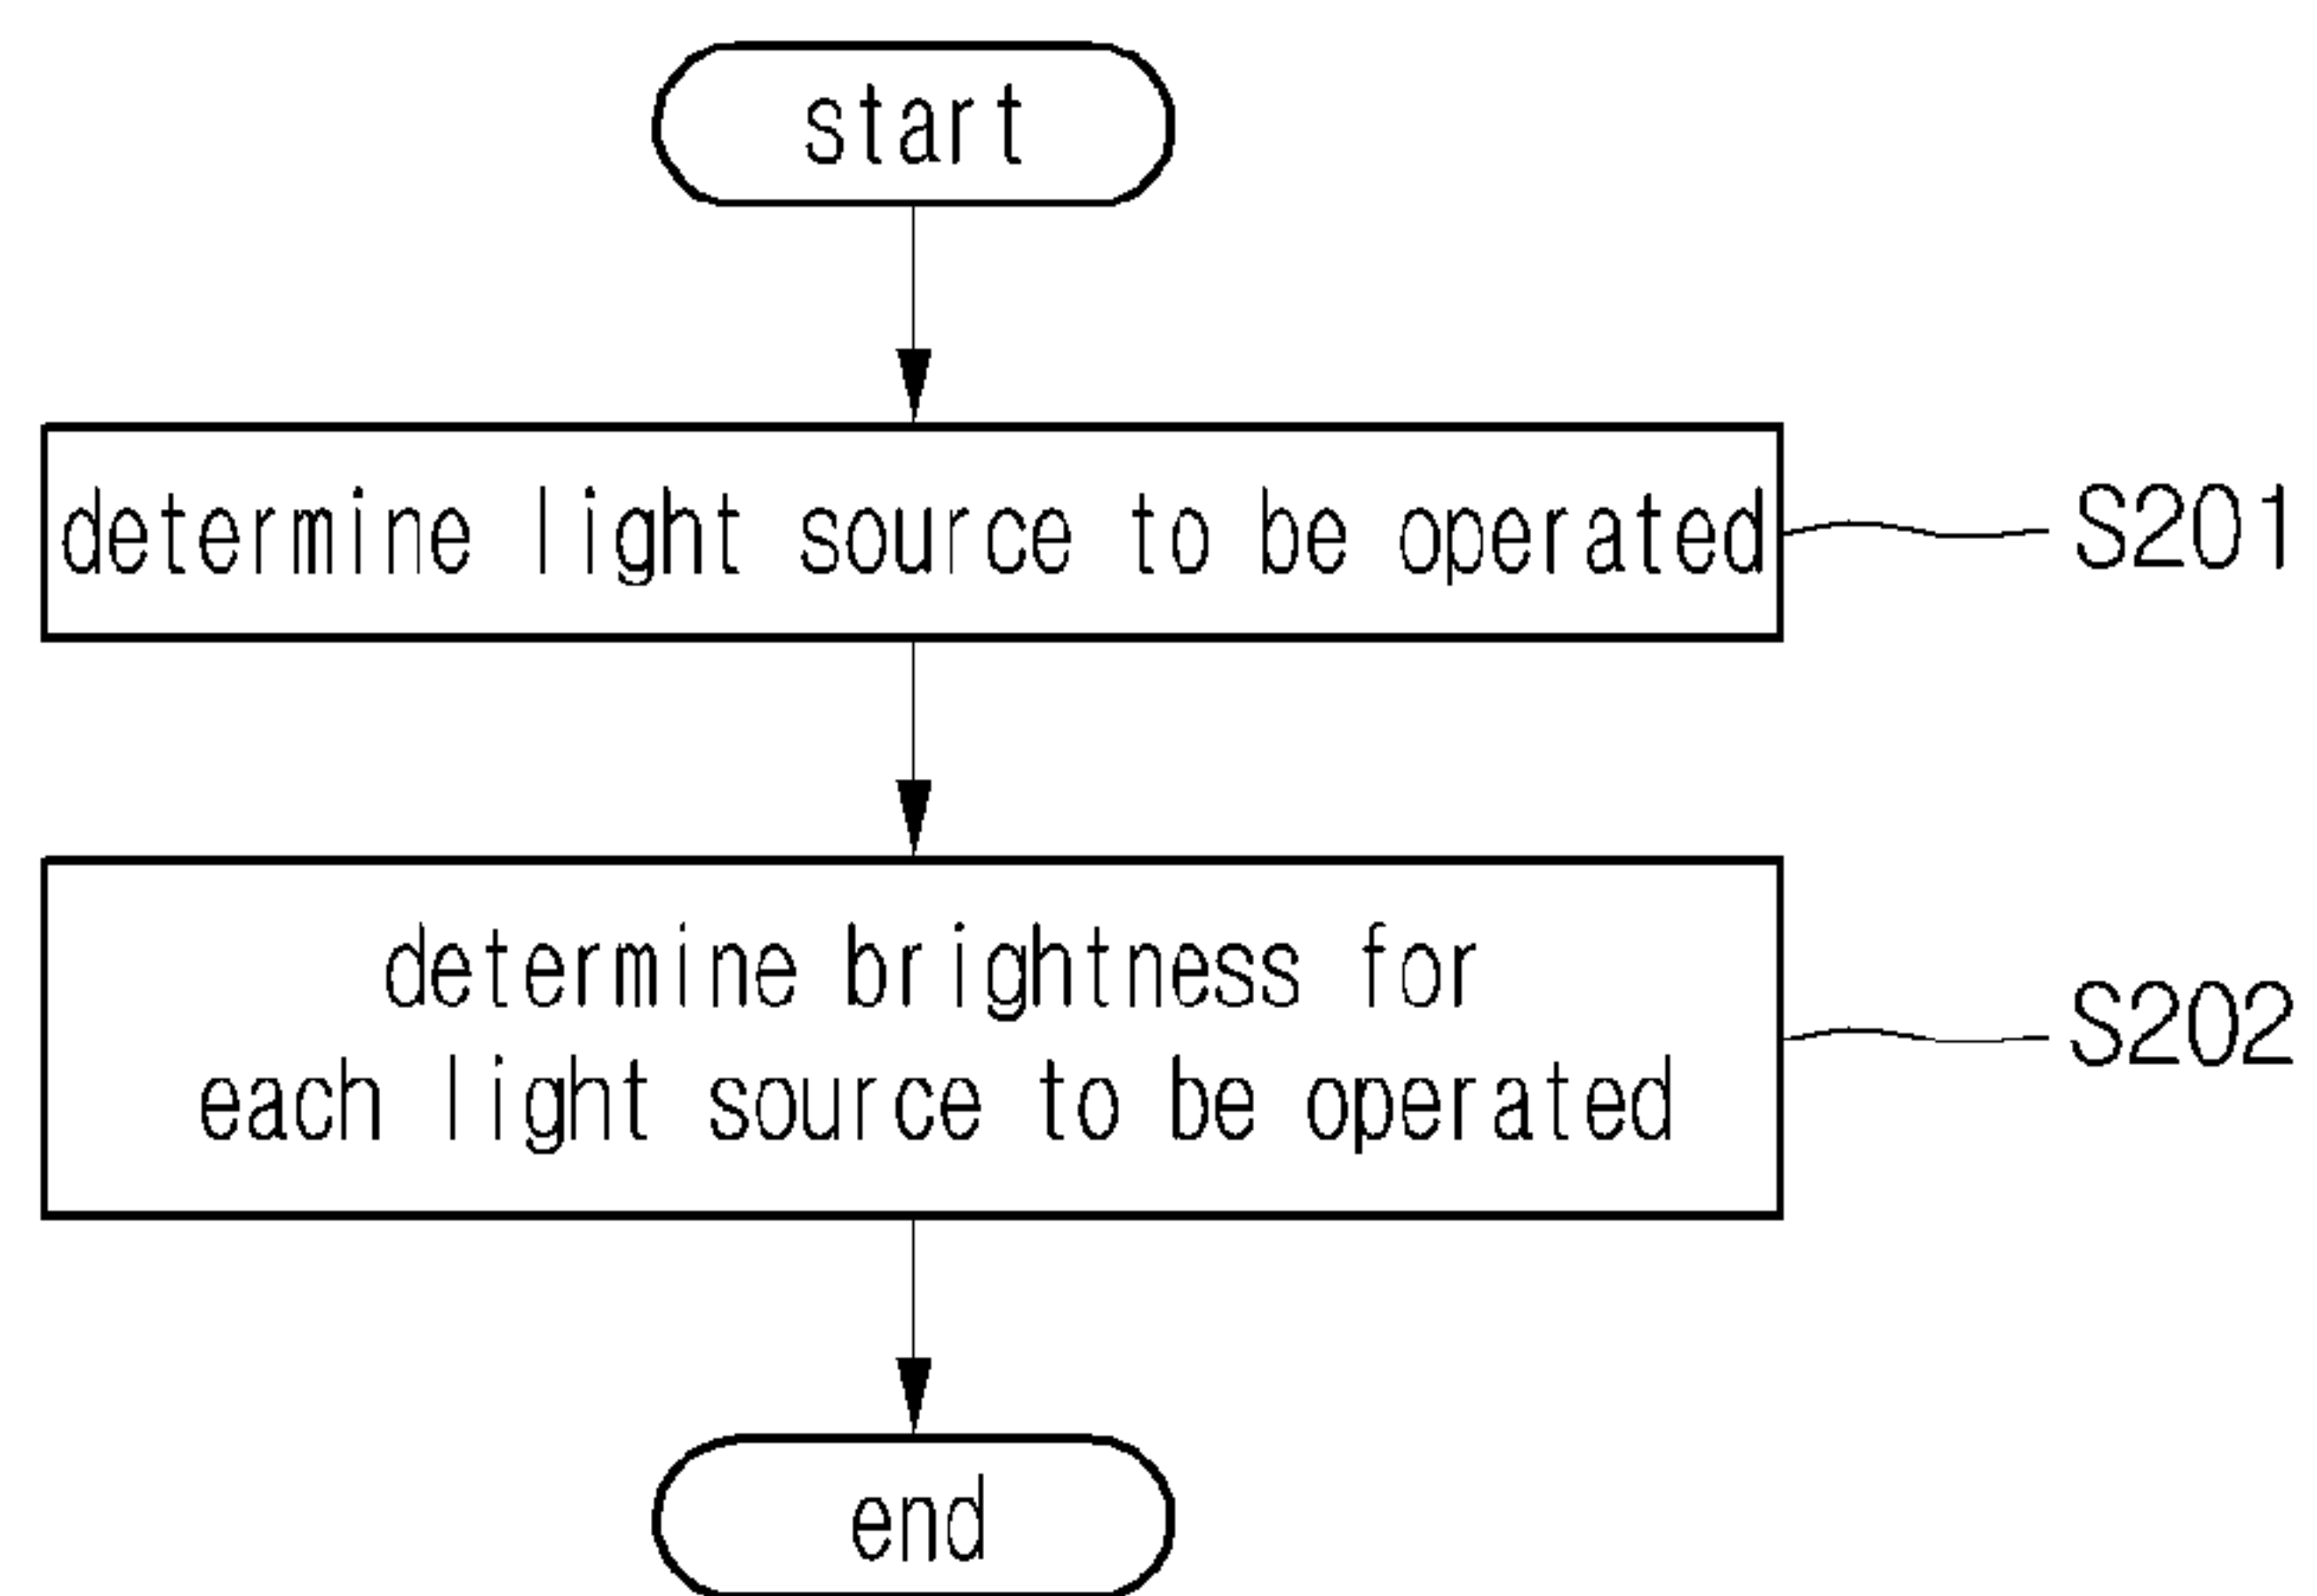 start
determine light source to be operated
S201
determine brightness for
each light source to be operated
S202
end